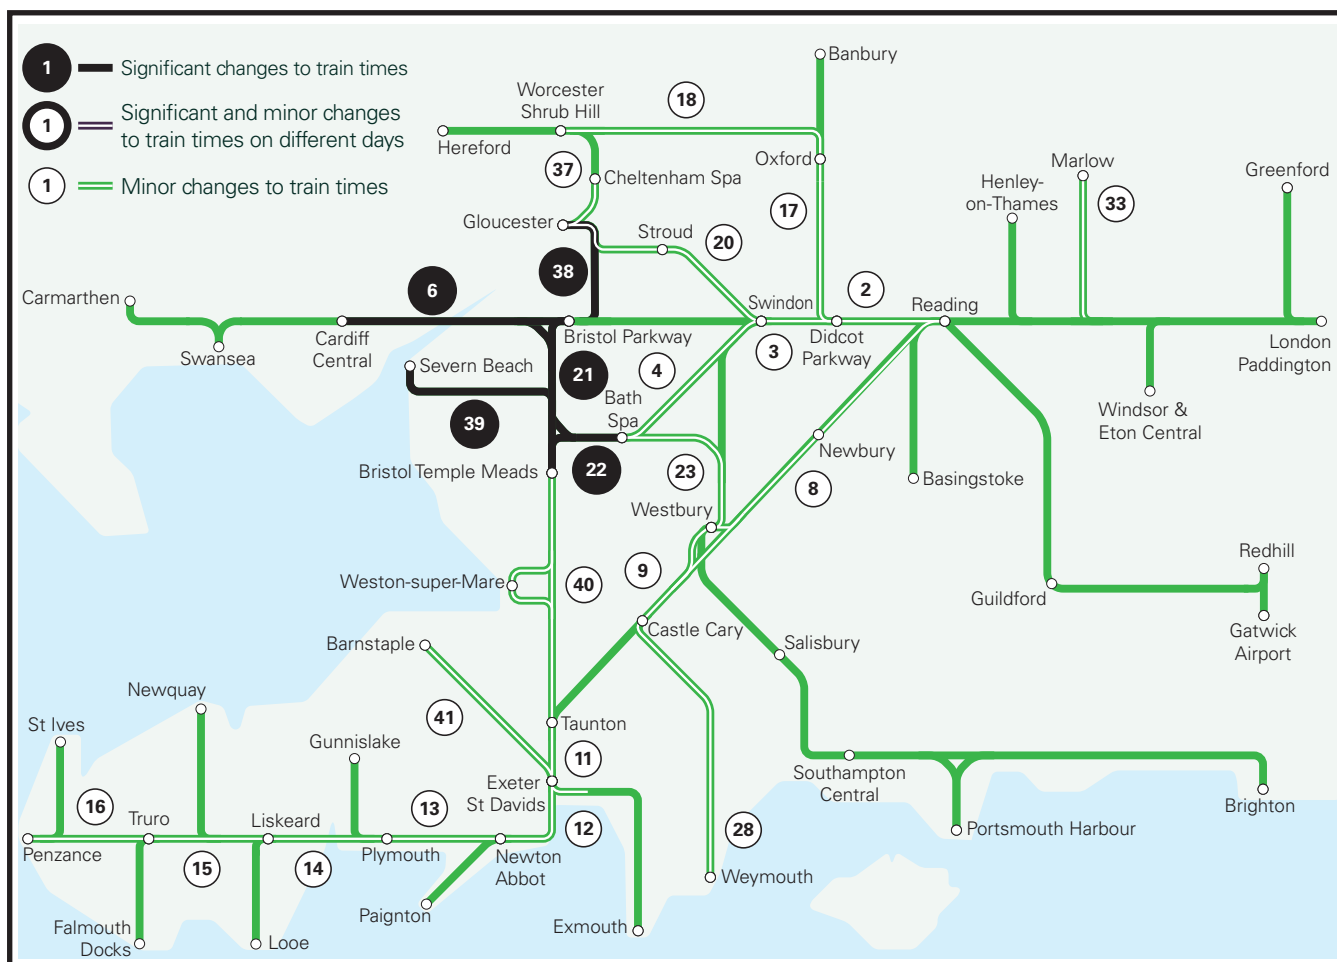 1
Significant changes to train times
1
Significant and minor changes
to train times on different days
1
Minor changes to train times
Banbury
Worcester
Shrub Hill
18
Hereford
Oxford
37
Cheltenham Spa
Marlow
Greenford
Henley-
on-Thames
33
17
Gloucester
Stroud
20
38
6
2
Carmarthen
Swindon
Reading
Cardiff
Central
Bristol Parkway
Didcot
Parkway
London
Paddington
Swansea
3
Severn Beach
21
4
Bath
Spa
39
Windsor &
Eton Central
Newbury
Bristol Temple Meads
22
23
Basingstoke
8
Westbury
Redhill
9
Weston-super-Mare
40
Guildford
Castle Cary
Gatwick
Airport
Barnstaple
Salisbury
Newquay
41
St Ives
Taunton
Gunnislake
11
Exeter
St Davids
Southampton
Central
Brighton
16
Truro
Liskeard
13
12
28
Portsmouth Harbour
Penzance
15
14
Plymouth
Newton
Abbot
Weymouth
Paignton
Falmouth
Docks
Looe
Exmouth